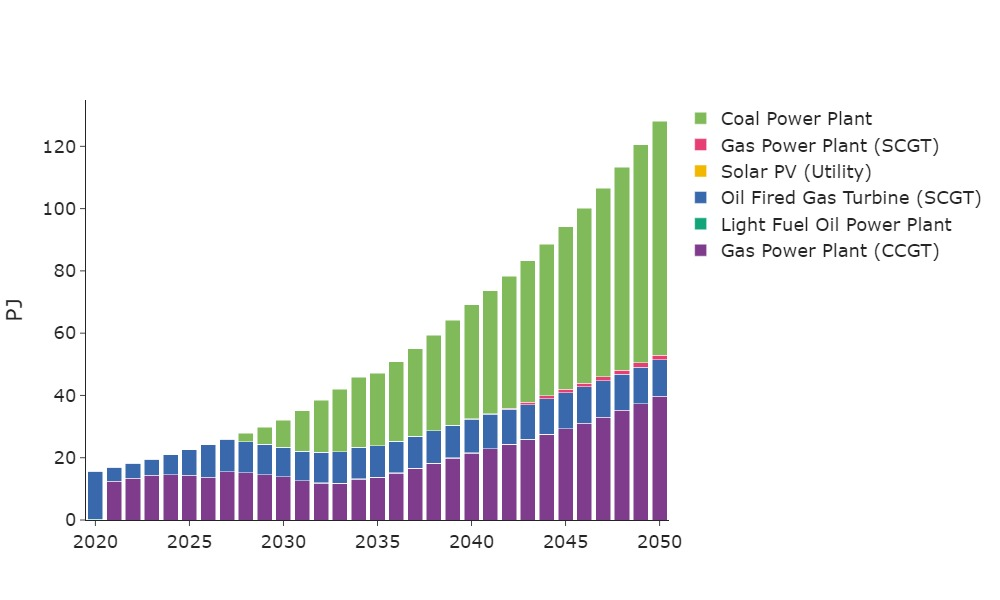 PJ
120
100
80
60
40
20
0
2020
2025
2030
2035
2040
2045
2050
Coal Power Plant
Gas Power Plant (SCGT)
Solar PV (Utility)
Oil Fired Gas Turbine (SCGT)
Light Fuel Oil Power Plant
Gas Power Plant (CCGT)